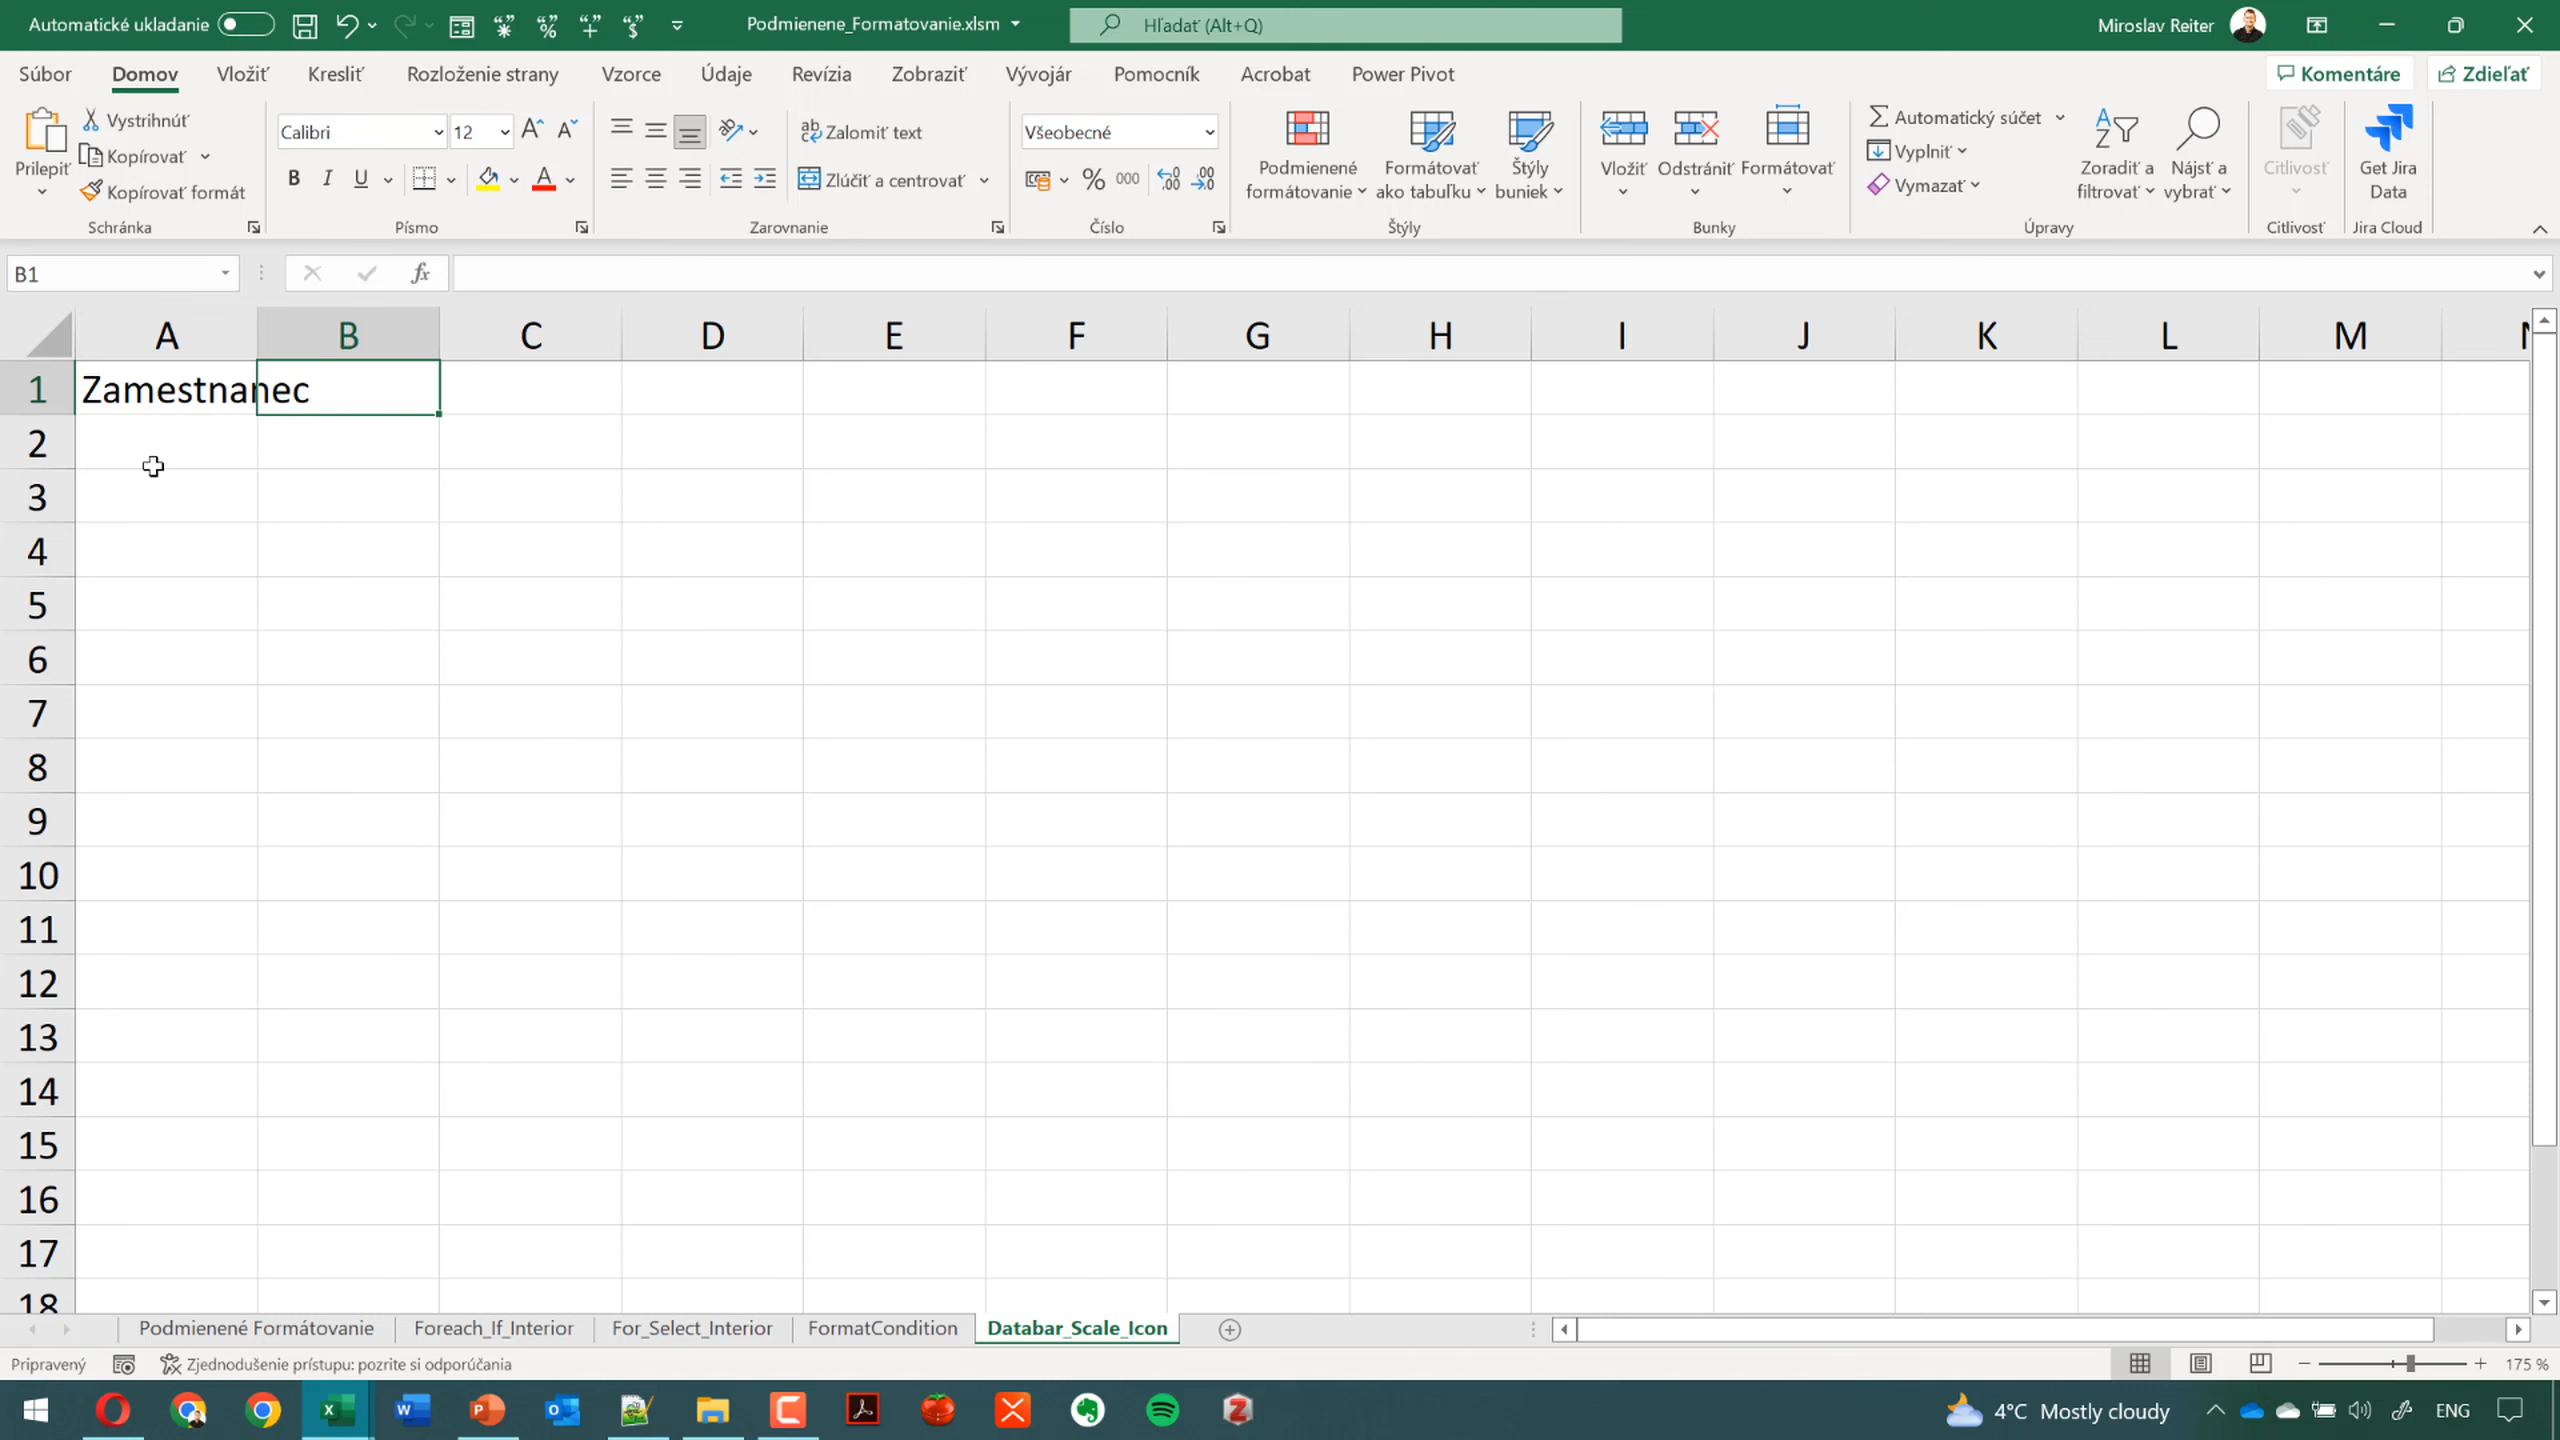 Automatické ukladanie
Podmienene_Formatovanie.xlsm
Hľadať (Alt+Q)
Miroslav Reiter
Súbor Domov Vložiť Kresliť Rozloženie strany Vzorce Údaje Revízia Zobraziť Vývojár Pomocník Acrobat Power Pivot
Komentáre Zdieľať
Prilepiť
Vystrihnúť
Kopírovať
Kopírovať formát
Schránka
Calibri 12
B I U
Písmo
Zalomiť text
Zlúčiť a centrovať
Zarovnanie
Všeobecné
% 000
Číslo
Podmienené formátovanie
Formátovať ako tabuľku
Štýly buniek
Štýly
Vložiť Odstrániť Formátovať
Bunky
Automatický súčet
Vyplniť
Vymazať
Zoradiť a filtrovať
Nájsť a vybrať
Úpravy
Citlivosť
Citlivosť
Get Jira Data
Jira Cloud
B1
fx
A B C D E F G H I J K L M
1 Zamestnanec
2
3
4
5
6
7
8
9
10
11
12
13
14
15
16
17
18
Podmienené Formátovanie Foreach_If_Interior For_Select_Interior FormatCondition Databar_Scale_Icon
Pripravený Zjednodušenie prístupu: pozrite si odporúčania
175 %
4°C Mostly cloudy
ENG